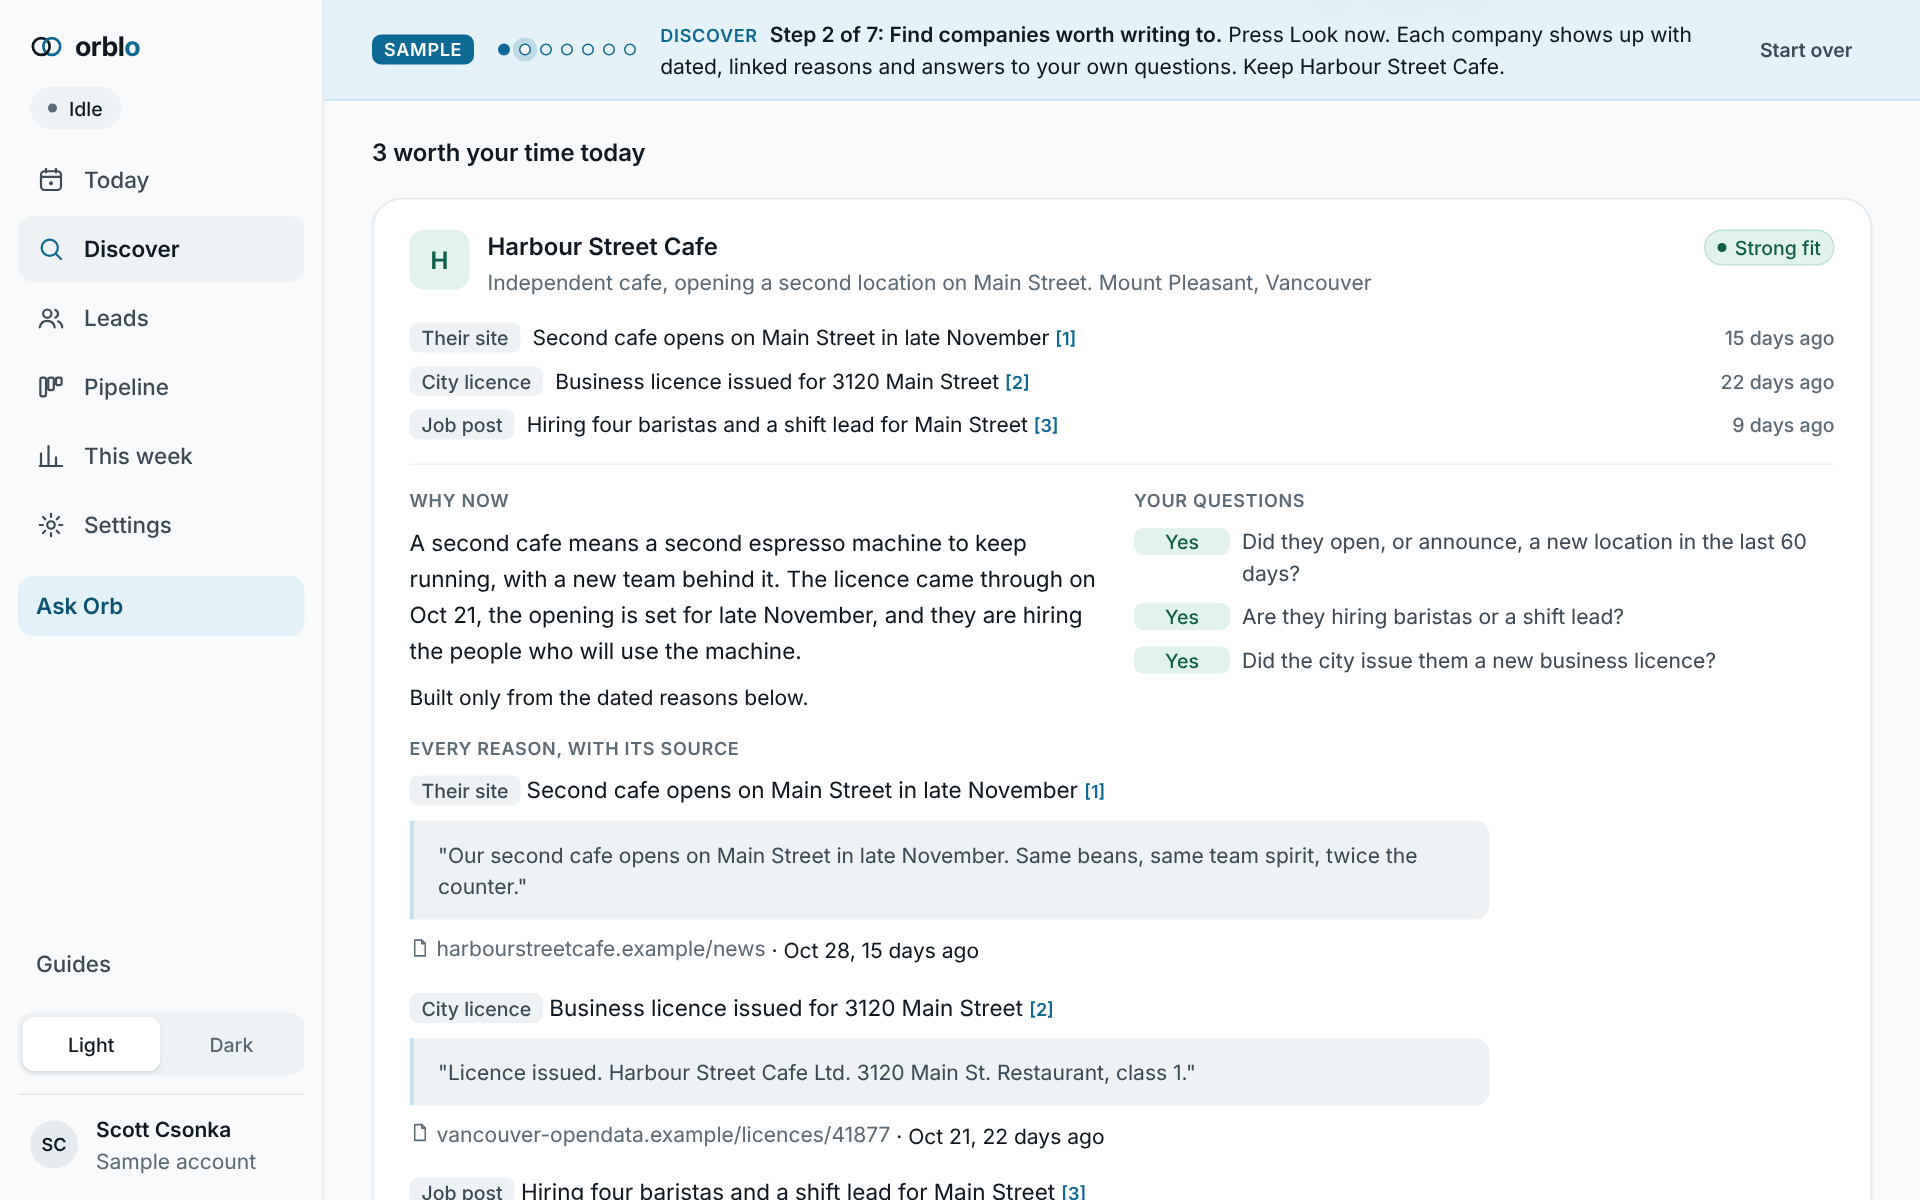 orblo
Idle
Today
Discover
Leads
Pipeline
This week
Settings
Ask Orb
Guides
Light
Dark
SC
Scott Csonka
Sample account
SAMPLE
DISCOVER Step 2 of 7: Find companies worth writing to. Press Look now. Each company shows up with
dated, linked reasons and answers to your own questions. Keep Harbour Street Cafe.
Start over
3 worth your time today
H
Harbour Street Cafe
Independent cafe, opening a second location on Main Street. Mount Pleasant, Vancouver
Strong fit
Their site Second cafe opens on Main Street in late November [1] 15 days ago
City licence Business licence issued for 3120 Main Street [2] 22 days ago
Job post Hiring four baristas and a shift lead for Main Street [3] 9 days ago
WHY NOW
A second cafe means a second espresso machine to keep
running, with a new team behind it. The licence came through on
Oct 21, the opening is set for late November, and they are hiring
the people who will use the machine.
Built only from the dated reasons below.
YOUR QUESTIONS
Yes Did they open, or announce, a new location in the last 60
days?
Yes Are they hiring baristas or a shift lead?
Yes Did the city issue them a new business licence?
EVERY REASON, WITH ITS SOURCE
Their site Second cafe opens on Main Street in late November [1]
"Our second cafe opens on Main Street in late November. Same beans, same team spirit, twice the
counter."
harbourstreetcafe.example/news · Oct 28, 15 days ago
City licence Business licence issued for 3120 Main Street [2]
"Licence issued. Harbour Street Cafe Ltd. 3120 Main St. Restaurant, class 1."
vancouver-opendata.example/licences/41877 · Oct 21, 22 days ago
Job post Hiring four baristas and a shift lead for Main Street [3]